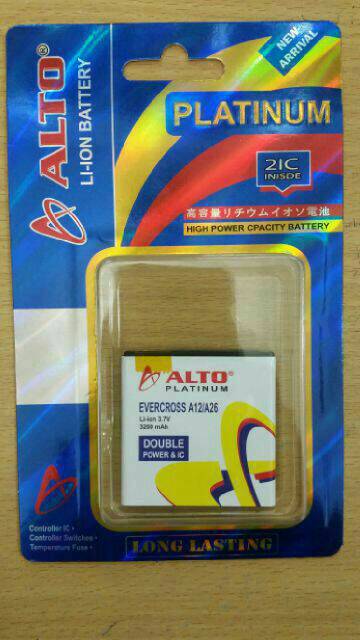 ALTO®
LI-ION BATTERY
NEW
ARRIVAL
PLATINUM
2IC
INISDE
高容量リチウムイオン電池
HIGH POWER CPACITY BATTERY
ALTO®
PLATINUM
EVERCROSS A12/A26
Li-ion 3.7V
3200 mAh
DOUBLE
POWER & IC
Controller IC •
Controller Switches •
Temperature Fuse •
LONG LASTING